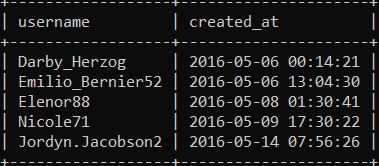 username | created_at
Darby_Herzog | 2016-05-06 00:14:21
Emilio_Bernier52 | 2016-05-06 13:04:30
Elenor88 | 2016-05-08 01:30:41
Nicole71 | 2016-05-09 17:30:22
Jordyn.Jacobson2 | 2016-05-14 07:56:26